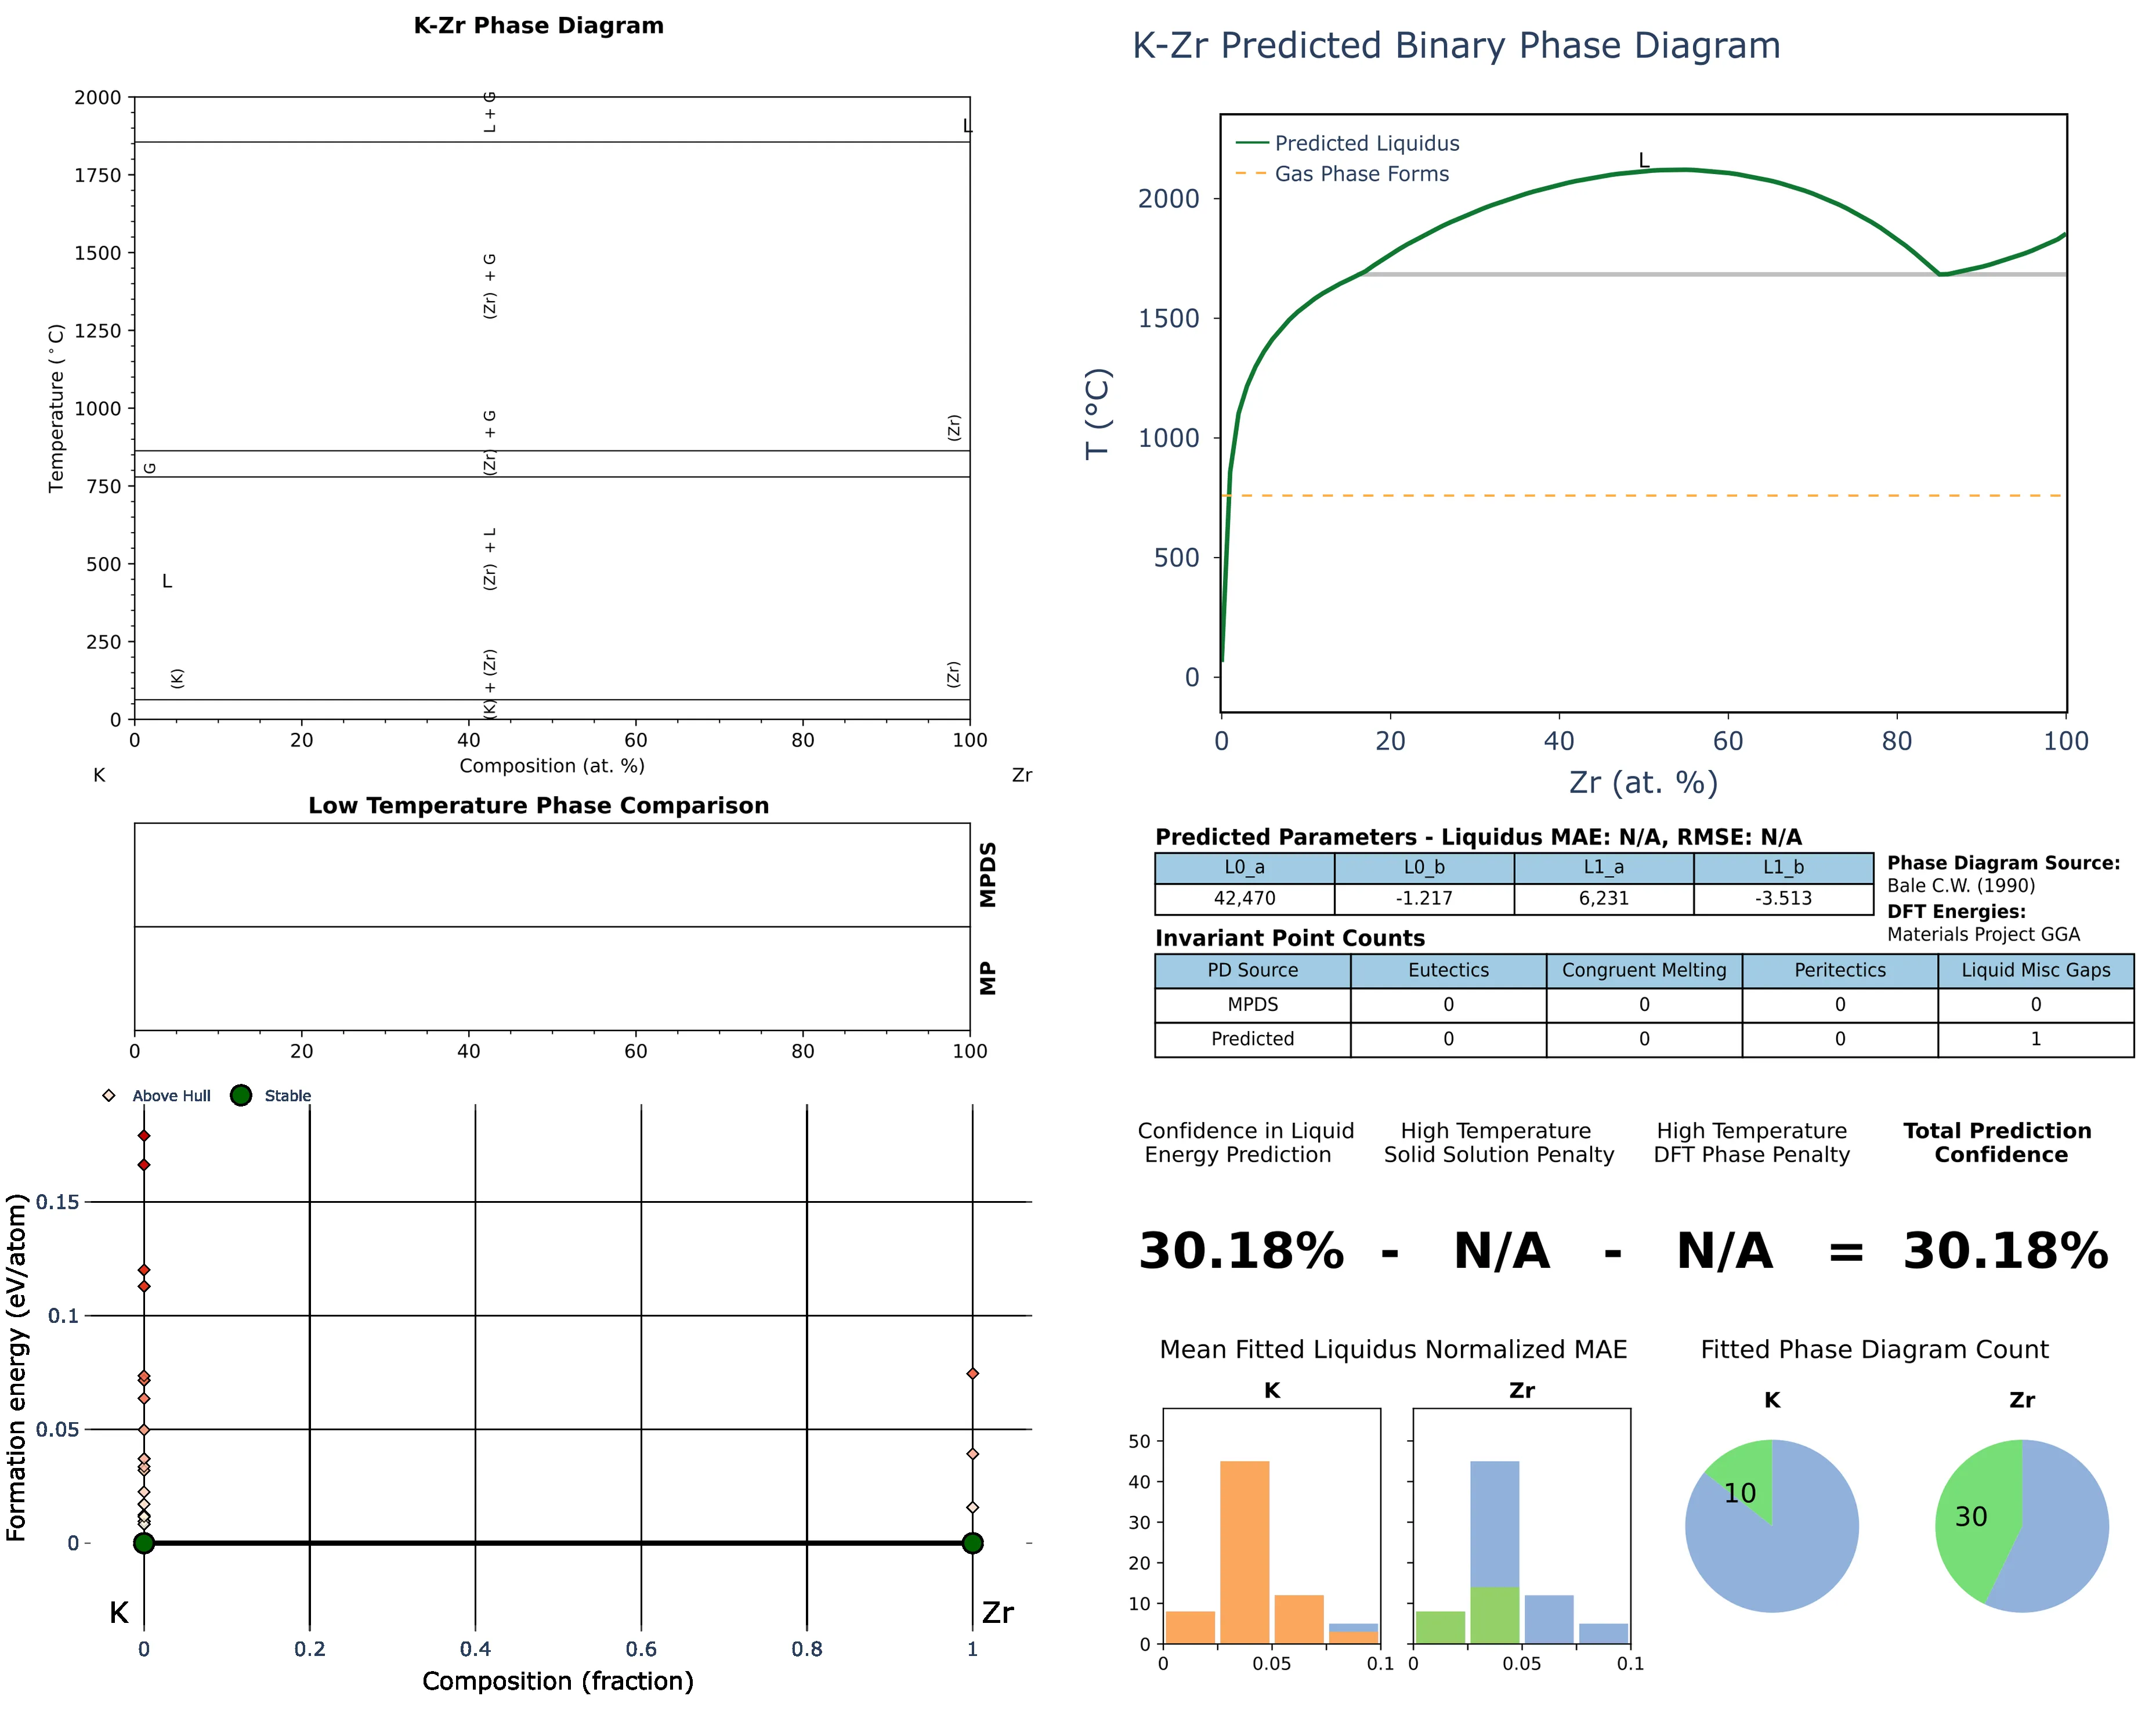 K-Zr Phase Diagram
2000
1750
1500
1250
1000
750
500
250
0
Temperature (°C)
L + G
L
(Zr) + G
(Zr) + G
(Zr)
G
(Zr) + L
L
(K)
(K) + (Zr)
(Zr)
0 20 40 60 80 100
Composition (at. %)
K Zr
Low Temperature Phase Comparison
MPDS
MP
0 20 40 60 80 100
Above Hull Stable
0.15
0.1
0.05
0
Formation energy (eV/atom)
K Zr
0 0.2 0.4 0.6 0.8 1
Composition (fraction)
K-Zr Predicted Binary Phase Diagram
Predicted Liquidus
Gas Phase Forms
L
2000
1500
1000
500
0
T (°C)
0 20 40 60 80 100
Zr (at. %)
Predicted Parameters - Liquidus MAE: N/A, RMSE: N/A
L0_a L0_b L1_a L1_b
42,470 -1.217 6,231 -3.513
Phase Diagram Source:
Bale C.W. (1990)
DFT Energies:
Materials Project GGA
Invariant Point Counts
PD Source Eutectics Congruent Melting Peritectics Liquid Misc Gaps
MPDS 0 0 0 0
Predicted 0 0 0 1
Confidence in Liquid
Energy Prediction
High Temperature
Solid Solution Penalty
High Temperature
DFT Phase Penalty
Total Prediction
Confidence
30.18% - N/A - N/A = 30.18%
Mean Fitted Liquidus Normalized MAE
K Zr
50
40
30
20
10
0
0 0.05 0.1 0 0.05 0.1
Fitted Phase Diagram Count
K Zr
10 30